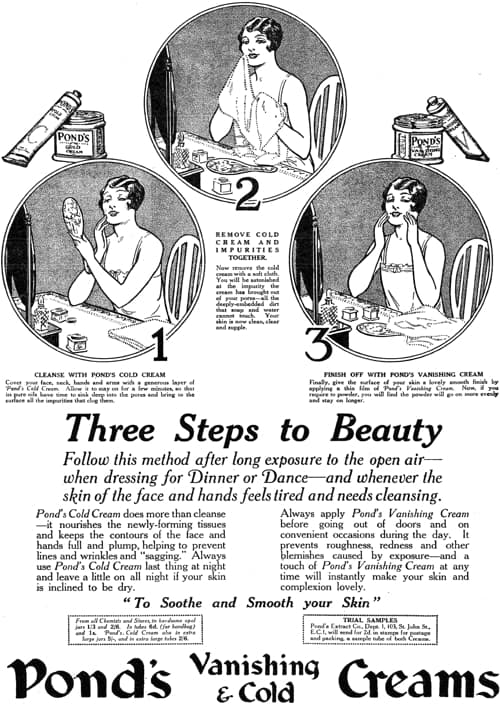 POND'S
COLD
CREAM
POND'S
VANISHING
CREAM
2
REMOVE COLD
CREAM AND
IMPURITIES
TOGETHER.
Now remove the cold
cream with a soft cloth.
You will be astonished
at the impurity the
cream has brought out
of your pores—all the
deeply-embedded dirt
that soap and water
cannot touch. Your
skin is now clean, clear
and supple.
1
CLEANSE WITH POND'S COLD CREAM
Cover your face, neck, hands and arms with a generous layer of
Pond's Cold Cream. Allow it to stay on for a few minutes, so that
its pure oils have time to sink deep into the pores and bring to the
surface all the impurities that clog them.
3
FINISH OFF WITH POND'S VANISHING CREAM
Finally, give the surface of your skin a lovely smooth finish by
applying a thin film of Pond's Vanishing Cream. Now, if you
require to powder, you will find the powder will go on more evenly
and stay on longer.
Three Steps to Beauty
Follow this method after long exposure to the open air—
when dressing for Dinner or Dance—and whenever the
skin of the face and hands feels tired and needs cleansing.
Pond's Cold Cream does more than cleanse
—it nourishes the newly-forming tissues
and keeps the contours of the face and
hands full and plump, helping to prevent
lines and wrinkles and "sagging." Always
use Pond's Cold Cream last thing at night
and leave a little on all night if your skin
is inclined to be dry.
Always apply Pond's Vanishing Cream
before going out of doors and on
convenient occasions during the day. It
prevents roughness, redness and other
blemishes caused by exposure—and a
touch of Pond's Vanishing Cream at any
time will instantly make your skin and
complexion lovely.
"To Soothe and Smooth your Skin"
From all Chemists and Stores, in handsome opal
jars 1/3 and 2/6. In tubes 6d. (for handbag)
and 1s. Pond's Cold Cream also in extra
large jars 5/-, and in extra large tubes 2/6.
TRIAL SAMPLES
Pond's Extract Co., Dept. 1, 103, St. John St.,
E.C.1, will send for 2d. in stamps for postage
and packing, a sample tube of both Creams.
Pond's Vanishing & Cold Creams